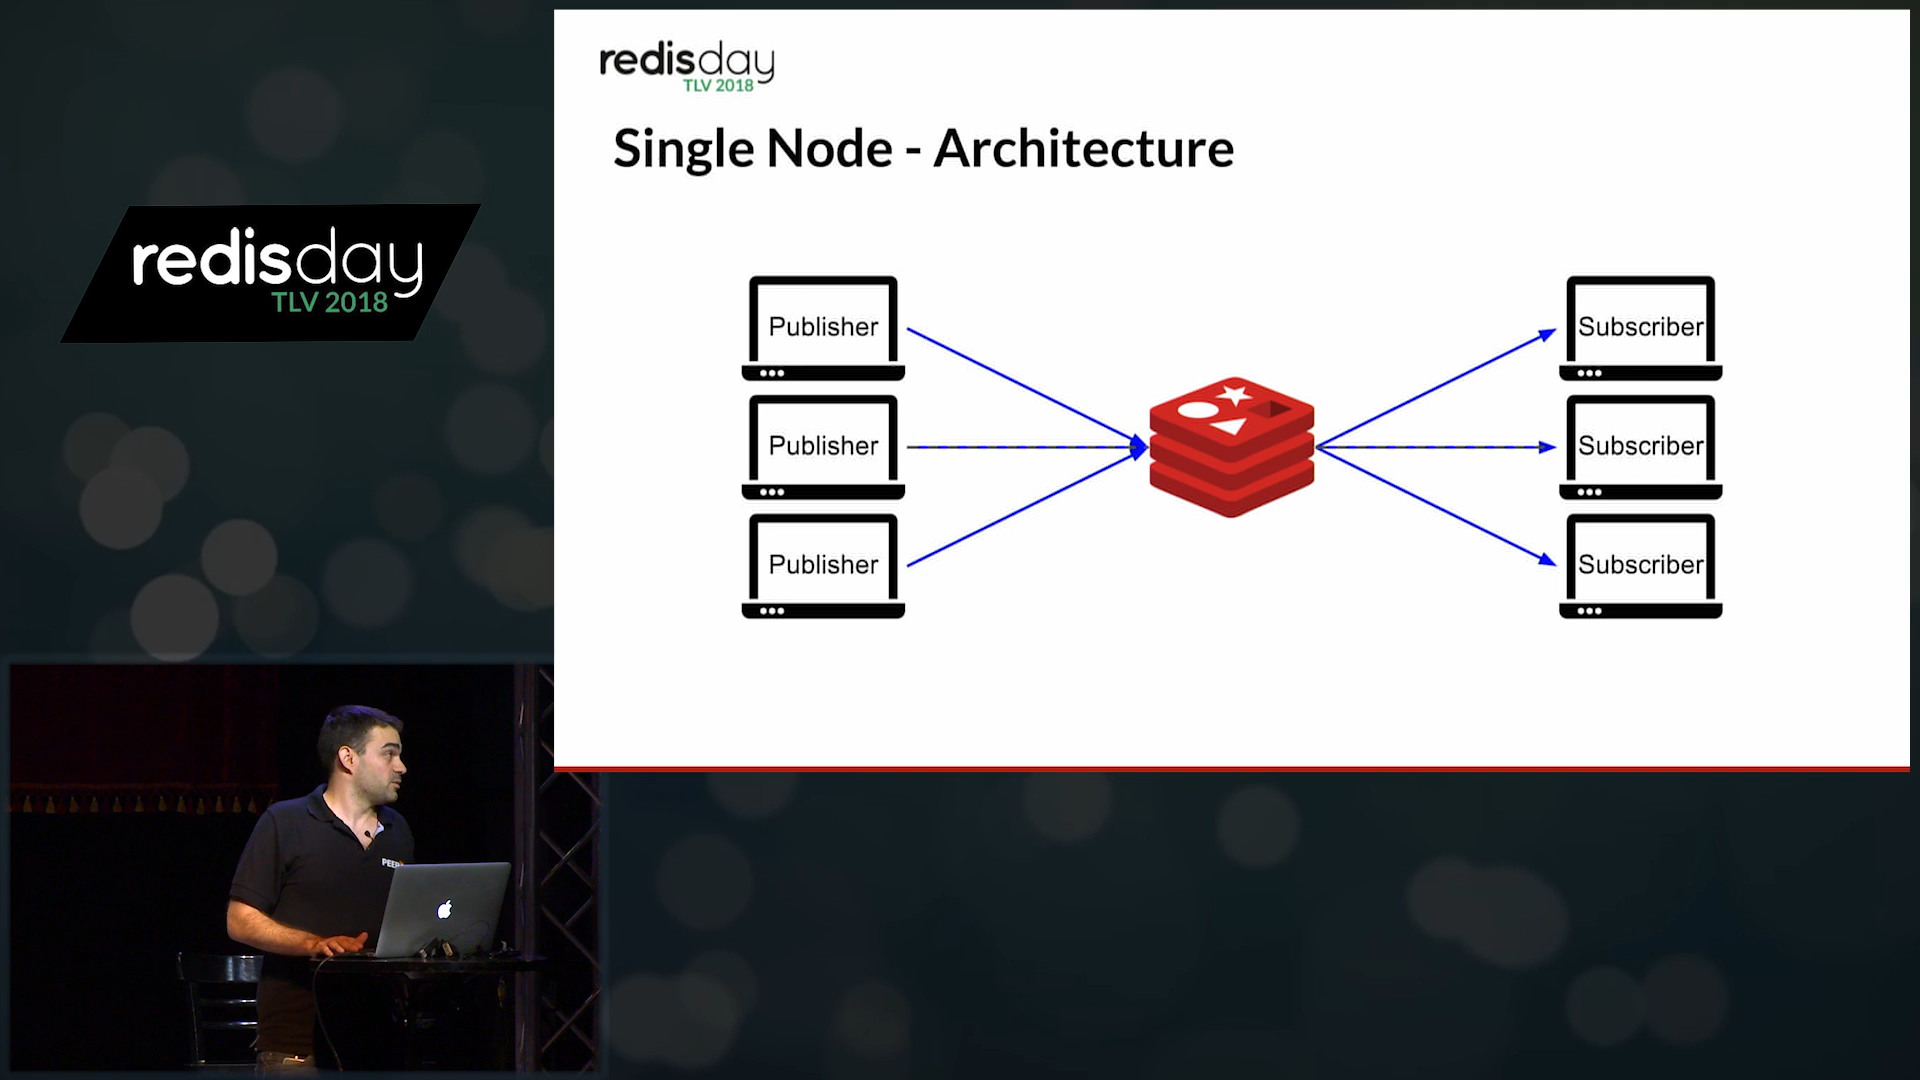 redisday
TLV 2018
redisday
TLV 2018
Single Node - Architecture
Publisher
Subscriber
Publisher
Subscriber
Publisher
Subscriber